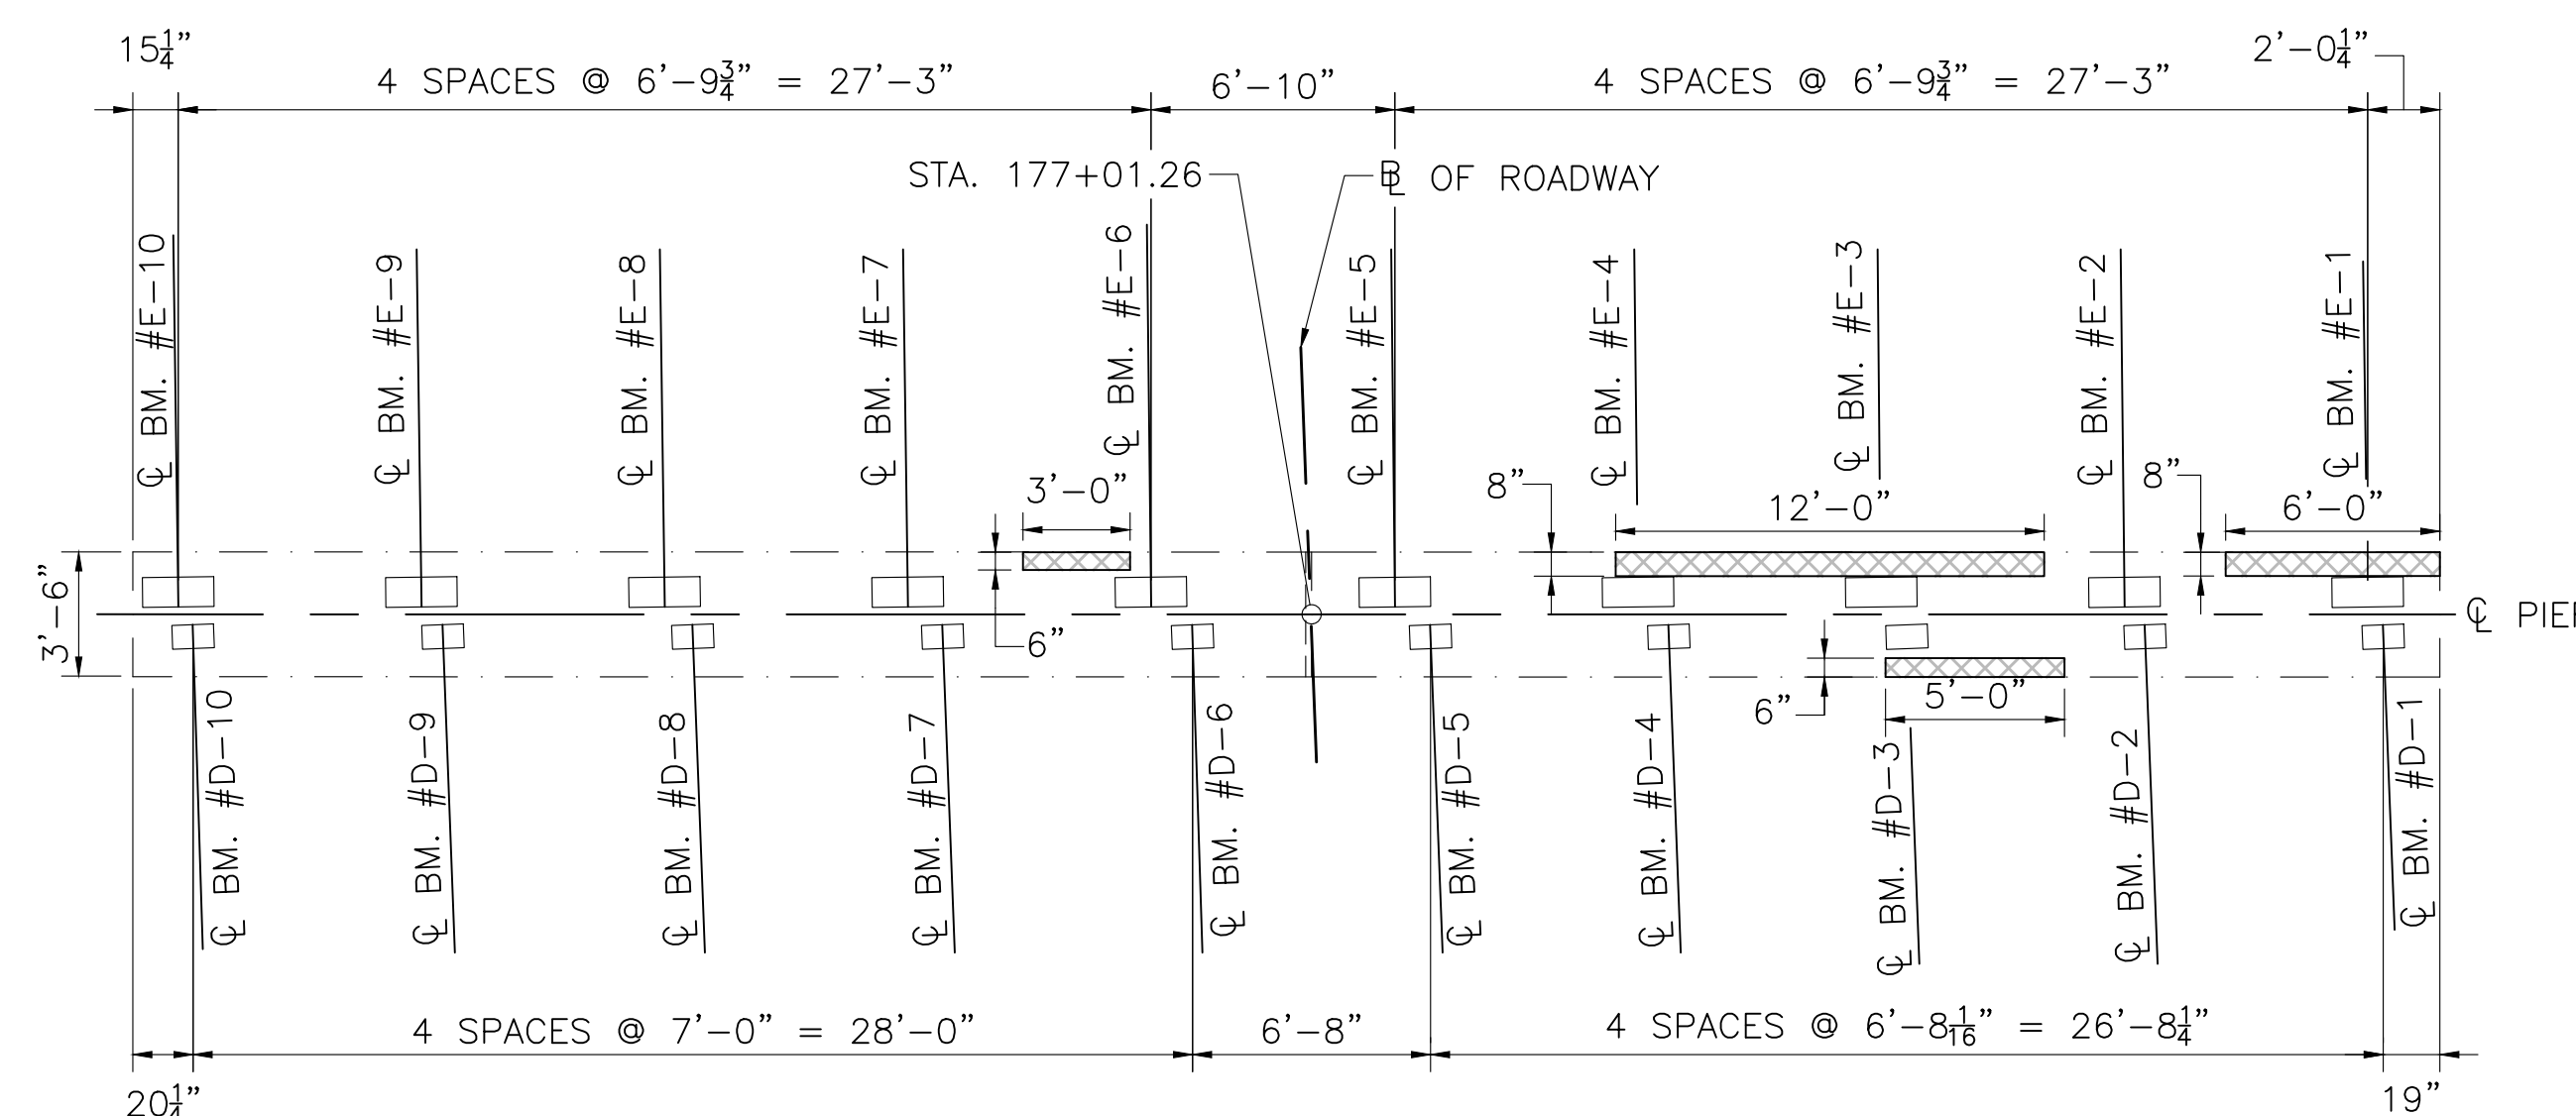 15¼”
4 SPACES @ 6’-9¾” = 27’-3”
6’-10”
4 SPACES @ 6’-9¾” = 27’-3”
2’-0¼”
STA. 177+01.26
℄ OF ROADWAY
℄ BM. #E-10
℄ BM. #E-9
℄ BM. #E-8
℄ BM. #E-7
℄ BM. #E-6
℄ BM. #E-5
℄ BM. #E-4
℄ BM. #E-3
℄ BM. #E-2
℄ BM. #E-1
3’-0”
8”
12’-0”
8”
6’-0”
3’-6”
6”
℄ PIER
6”
5’-0”
℄ BM. #D-10
℄ BM. #D-9
℄ BM. #D-8
℄ BM. #D-7
℄ BM. #D-6
℄ BM. #D-5
℄ BM. #D-4
℄ BM. #D-3
℄ BM. #D-2
℄ BM. #D-1
4 SPACES @ 7’-0” = 28’-0”
6’-8”
4 SPACES @ 6’-8 1/16” = 26’-8¼”
20¼”
19”